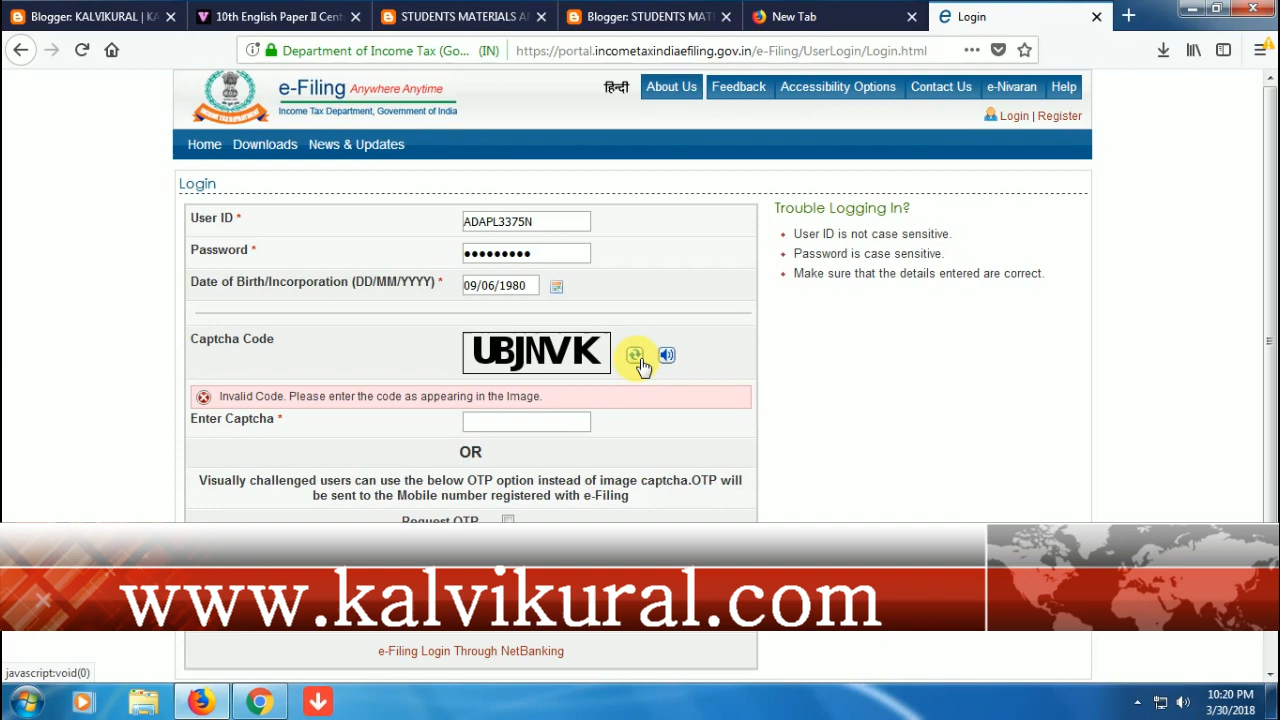 Blogger: KALVIKURAL | KA
10th English Paper II Cent
STUDENTS MATERIALS A
Blogger: STUDENTS MAT
New Tab
Login
Department of Income Tax (Go... (IN)
https://portal.incometaxindiaefiling.gov.in/e-Filing/UserLogin/Login.html
e-Filing Anywhere Anytime
Income Tax Department, Government of India
हिन्दी
About Us
Feedback
Accessibility Options
Contact Us
e-Nivaran
Help
Login | Register
Home
Downloads
News & Updates
Login
User ID *
ADAPL3375N
Password *
•••••••••
Date of Birth/Incorporation (DD/MM/YYYY) *
09/06/1980
Captcha Code
UBJNVK
Invalid Code. Please enter the code as appearing in the Image.
Enter Captcha *
OR
Visually challenged users can use the below OTP option instead of image captcha.OTP will
be sent to the Mobile number registered with e-Filing
Request OTP
Trouble Logging In?
User ID is not case sensitive.
Password is case sensitive.
Make sure that the details entered are correct.
www.kalvikural.com
e-Filing Login Through NetBanking
javascript:void(0)
10:20 PM
3/30/2018